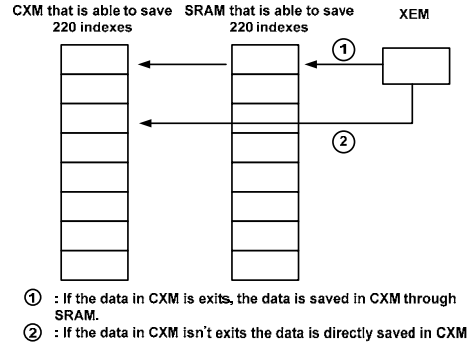 CXM that is able to save
220 indexes
SRAM that is able to save
220 indexes
XEM
1
2
1 : If the data in CXM is exits, the data is saved in CXM through
SRAM.
2 : If the data in CXM isn't exits the data is directly saved in CXM